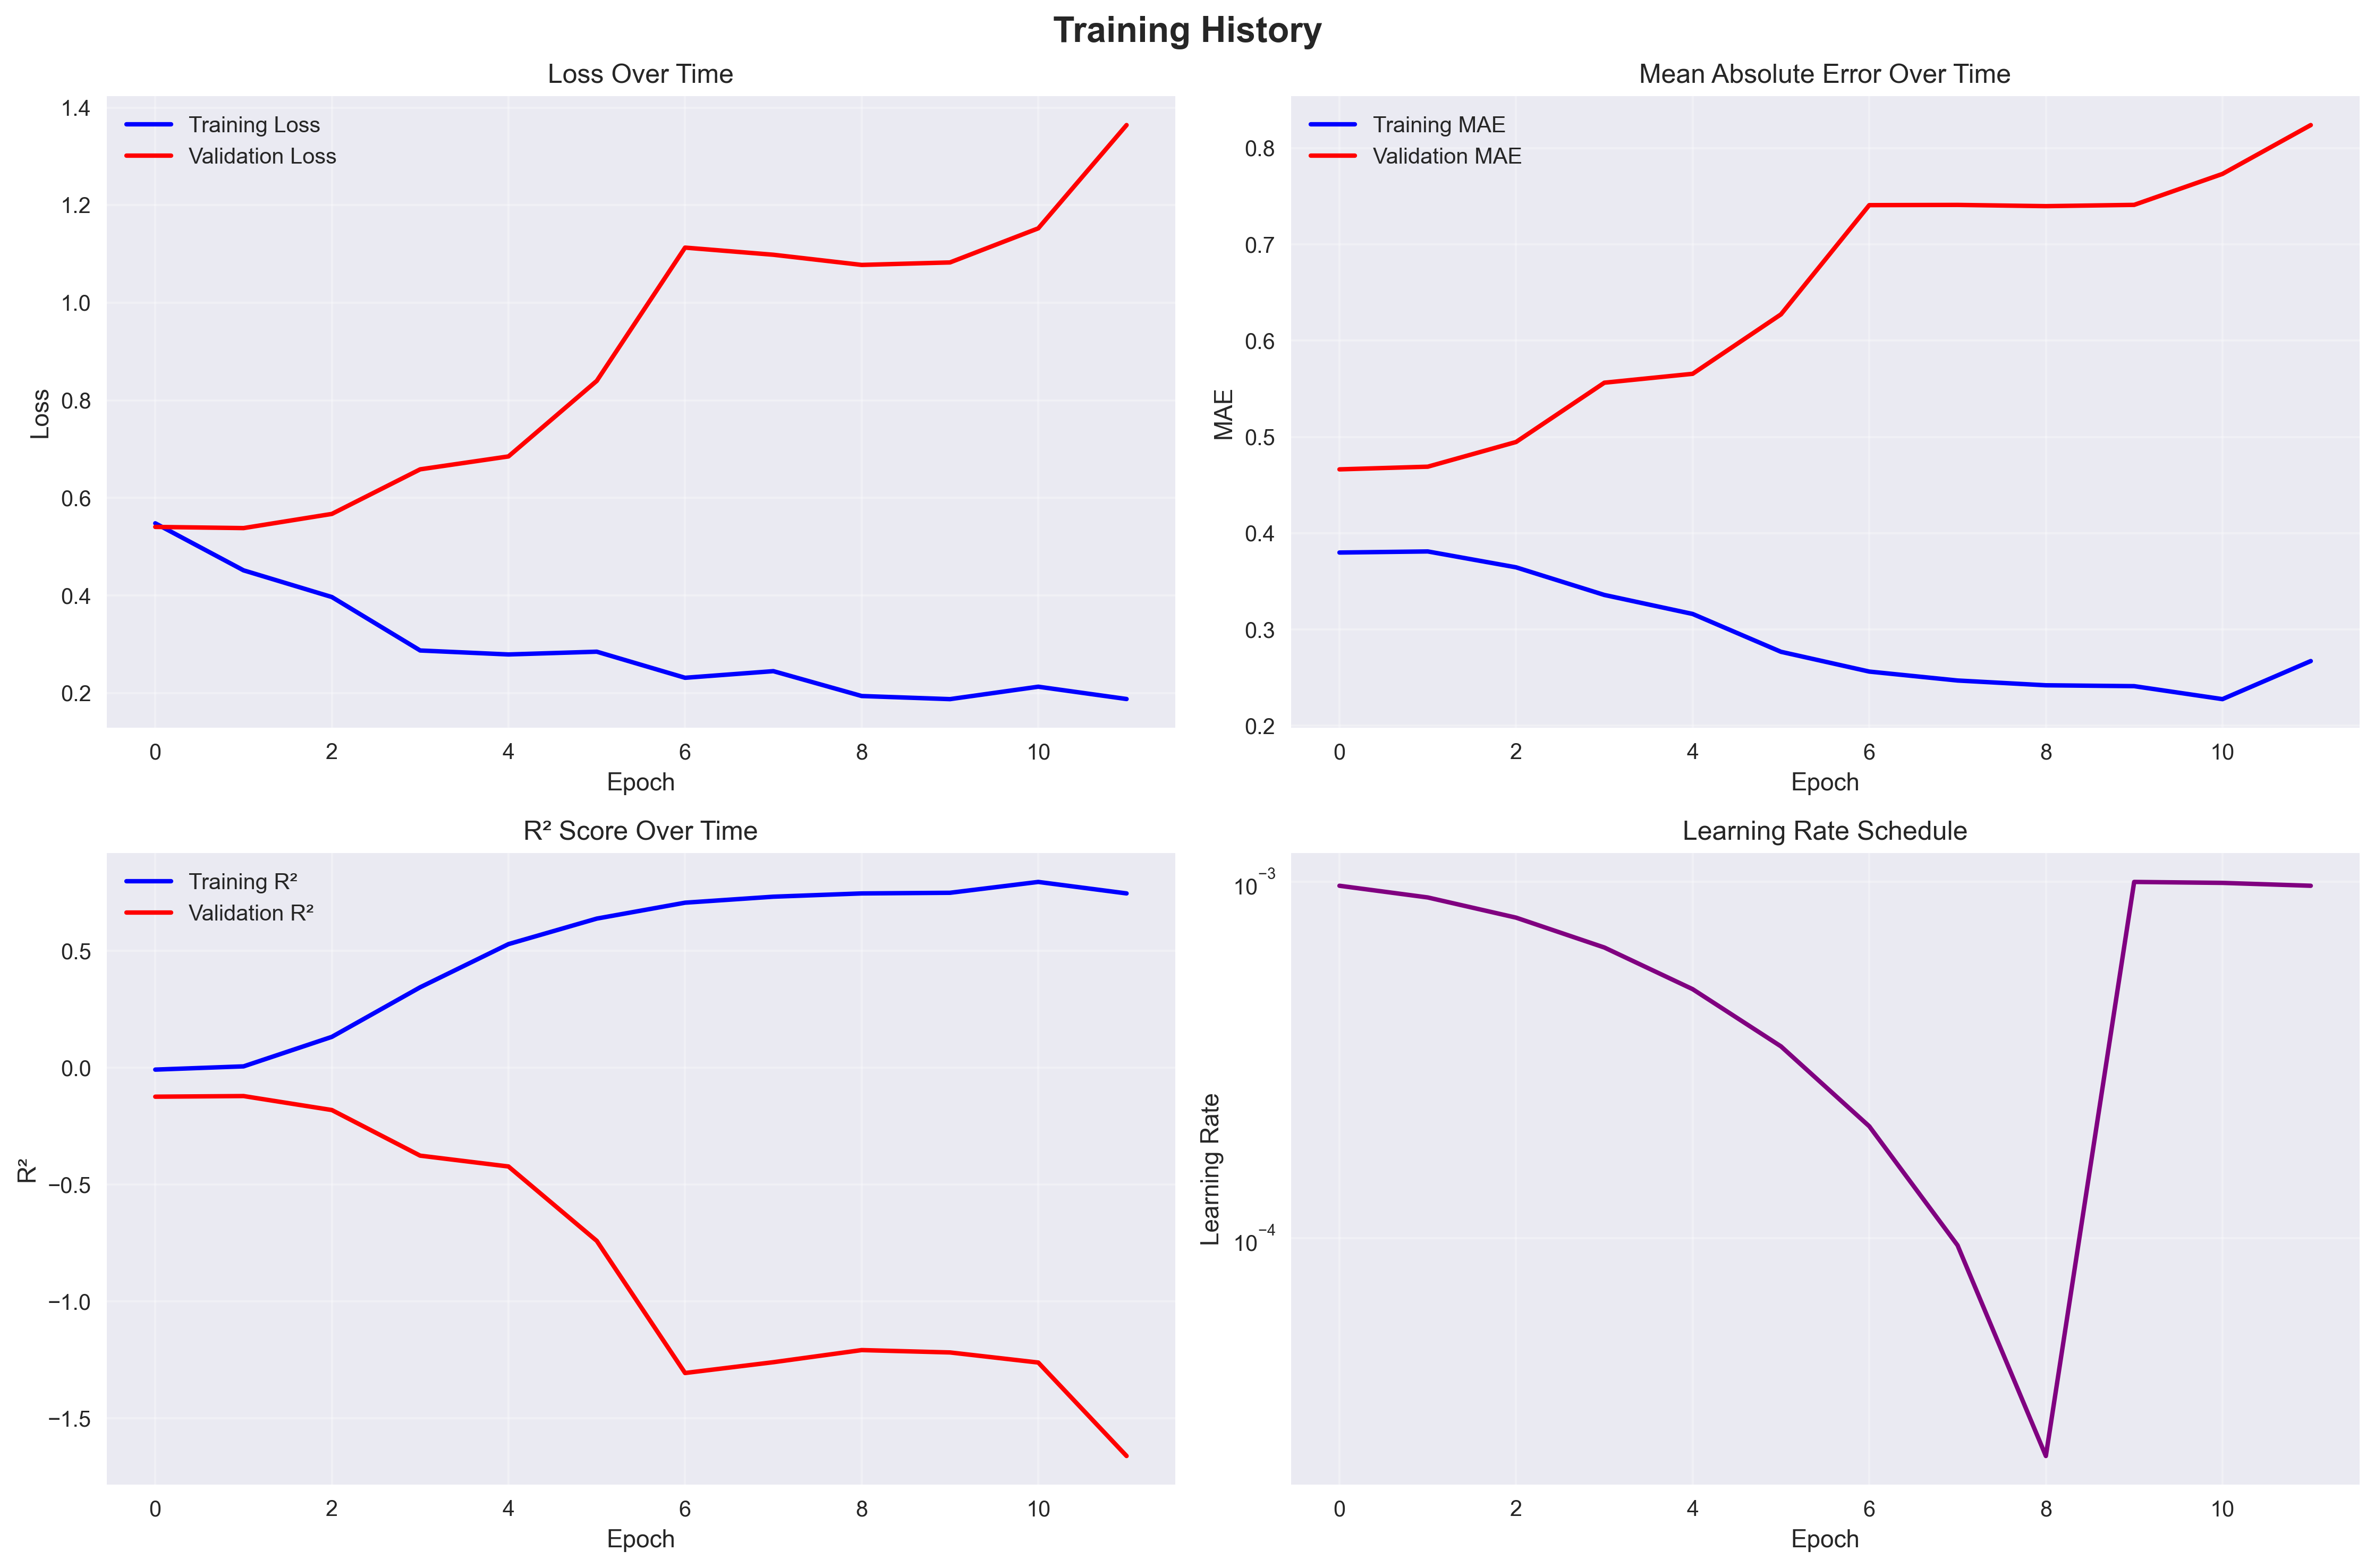 Training History
Loss Over Time
Training Loss
Validation Loss
1.4
1.2
1.0
0.8
0.6
0.4
0.2
Loss
0 2 4 6 8 10
Epoch
Mean Absolute Error Over Time
Training MAE
Validation MAE
0.8
0.7
0.6
0.5
0.4
0.3
0.2
MAE
0 2 4 6 8 10
Epoch
R² Score Over Time
Training R²
Validation R²
0.5
0.0
−0.5
−1.0
−1.5
R²
0 2 4 6 8 10
Epoch
Learning Rate Schedule
10⁻³
10⁻⁴
Learning Rate
0 2 4 6 8 10
Epoch